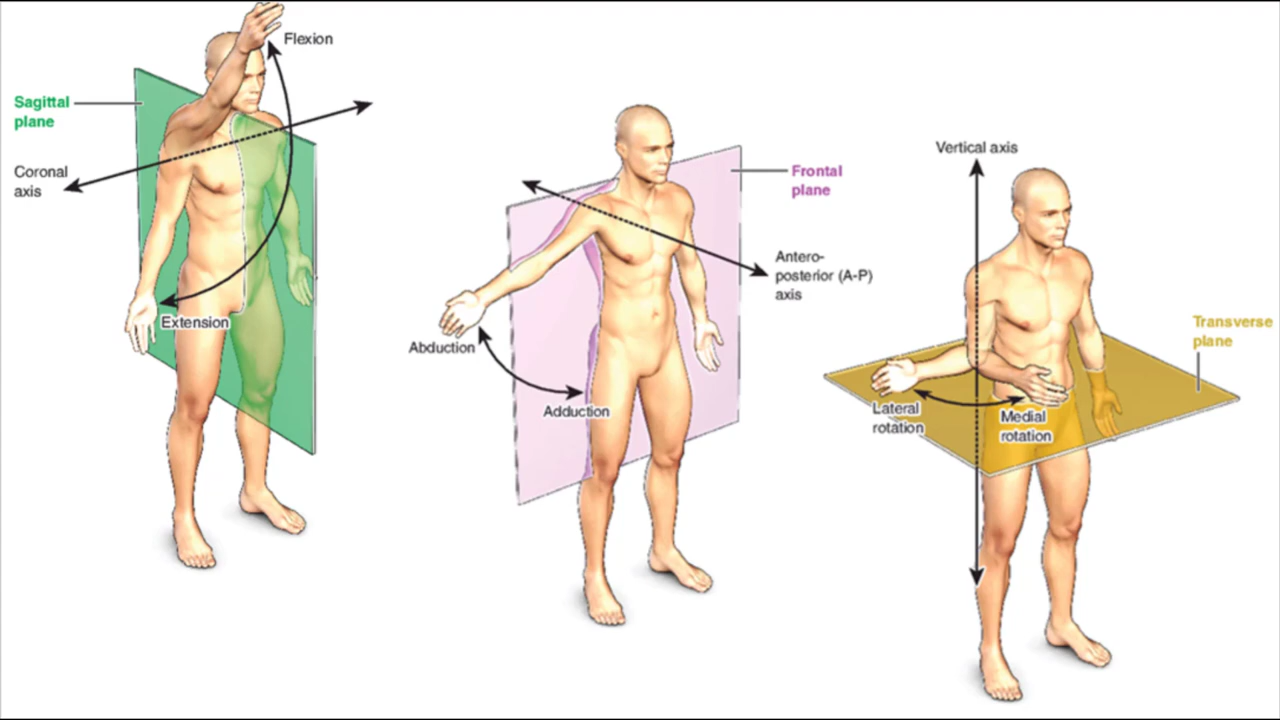 Flexion
Sagittal
plane
Coronal
axis
Extension
Frontal
plane
Antero-
posterior (A-P)
axis
Abduction
Adduction
Vertical axis
Transverse
plane
Lateral
rotation
Medial
rotation